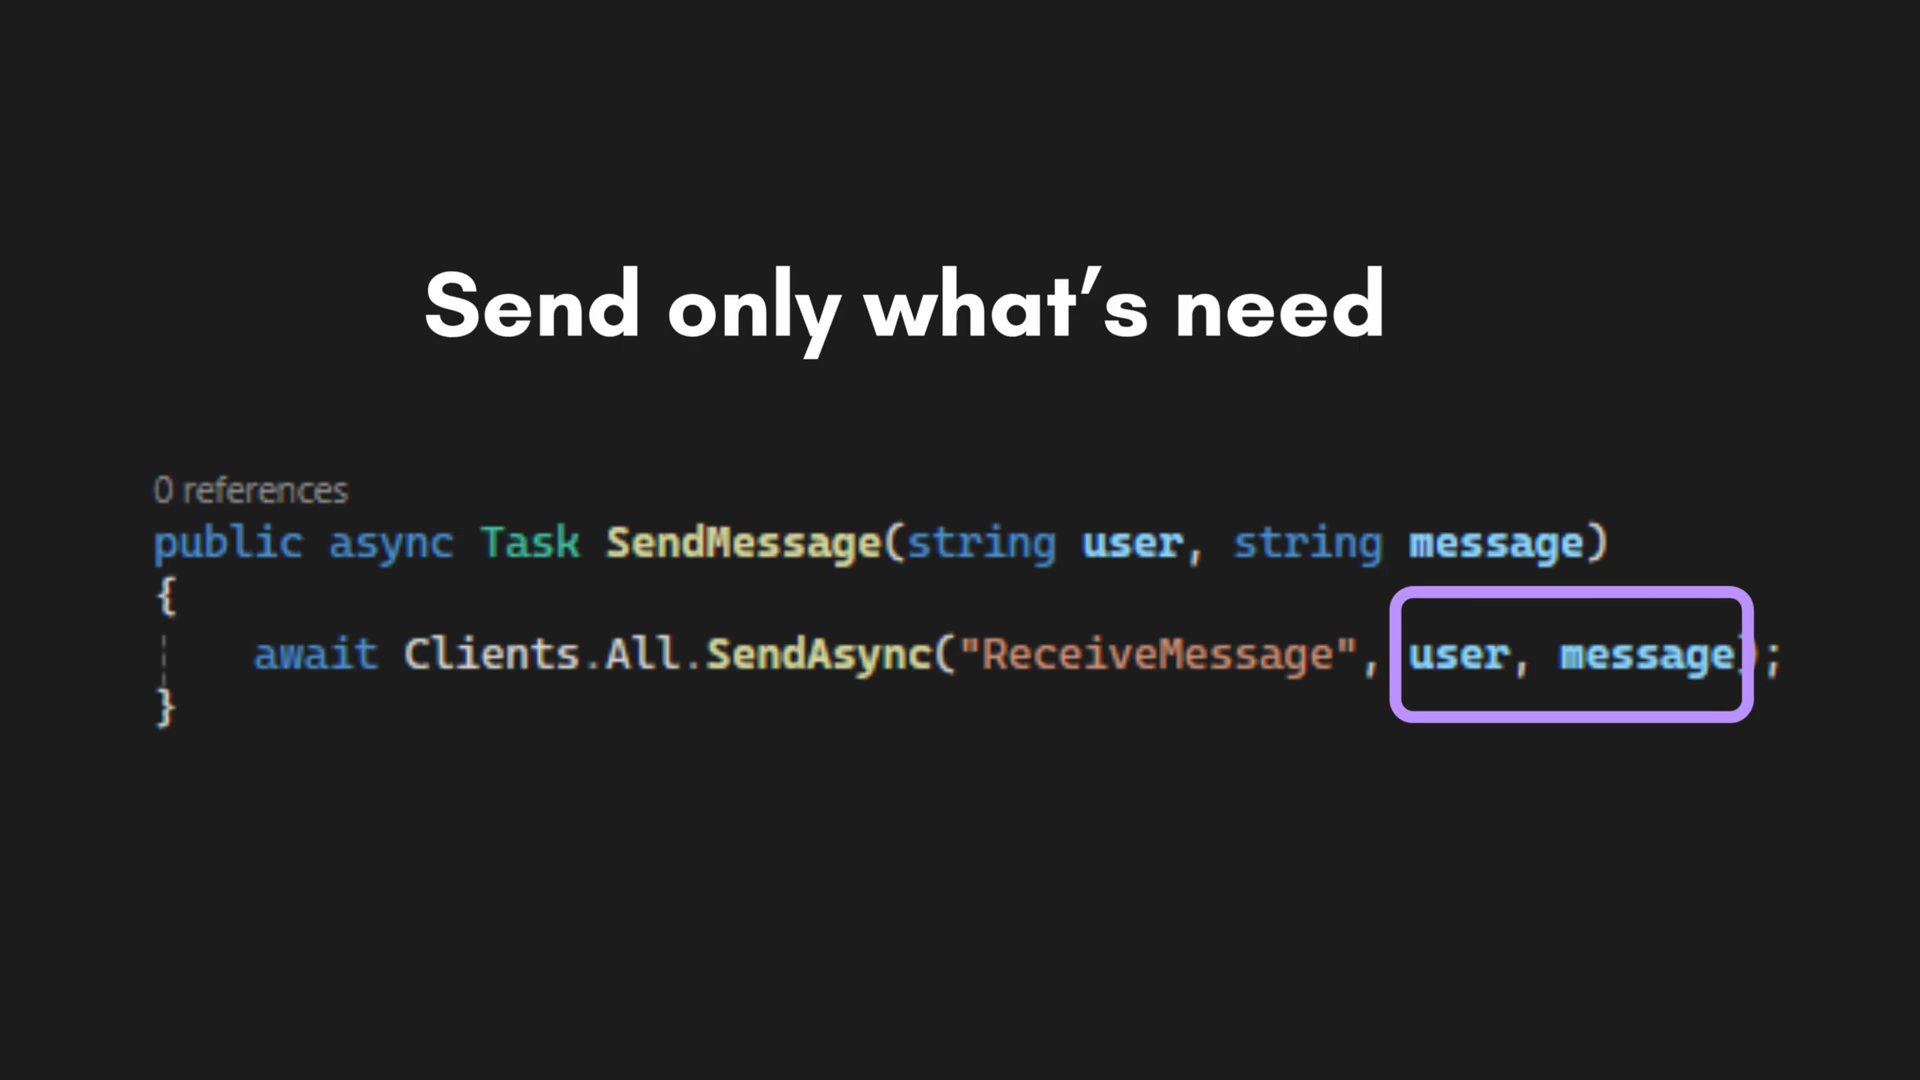 Send only what’s need
0 references
public async Task SendMessage(string user, string message)
{
await Clients.All.SendAsync("ReceiveMessage", user, message);
}